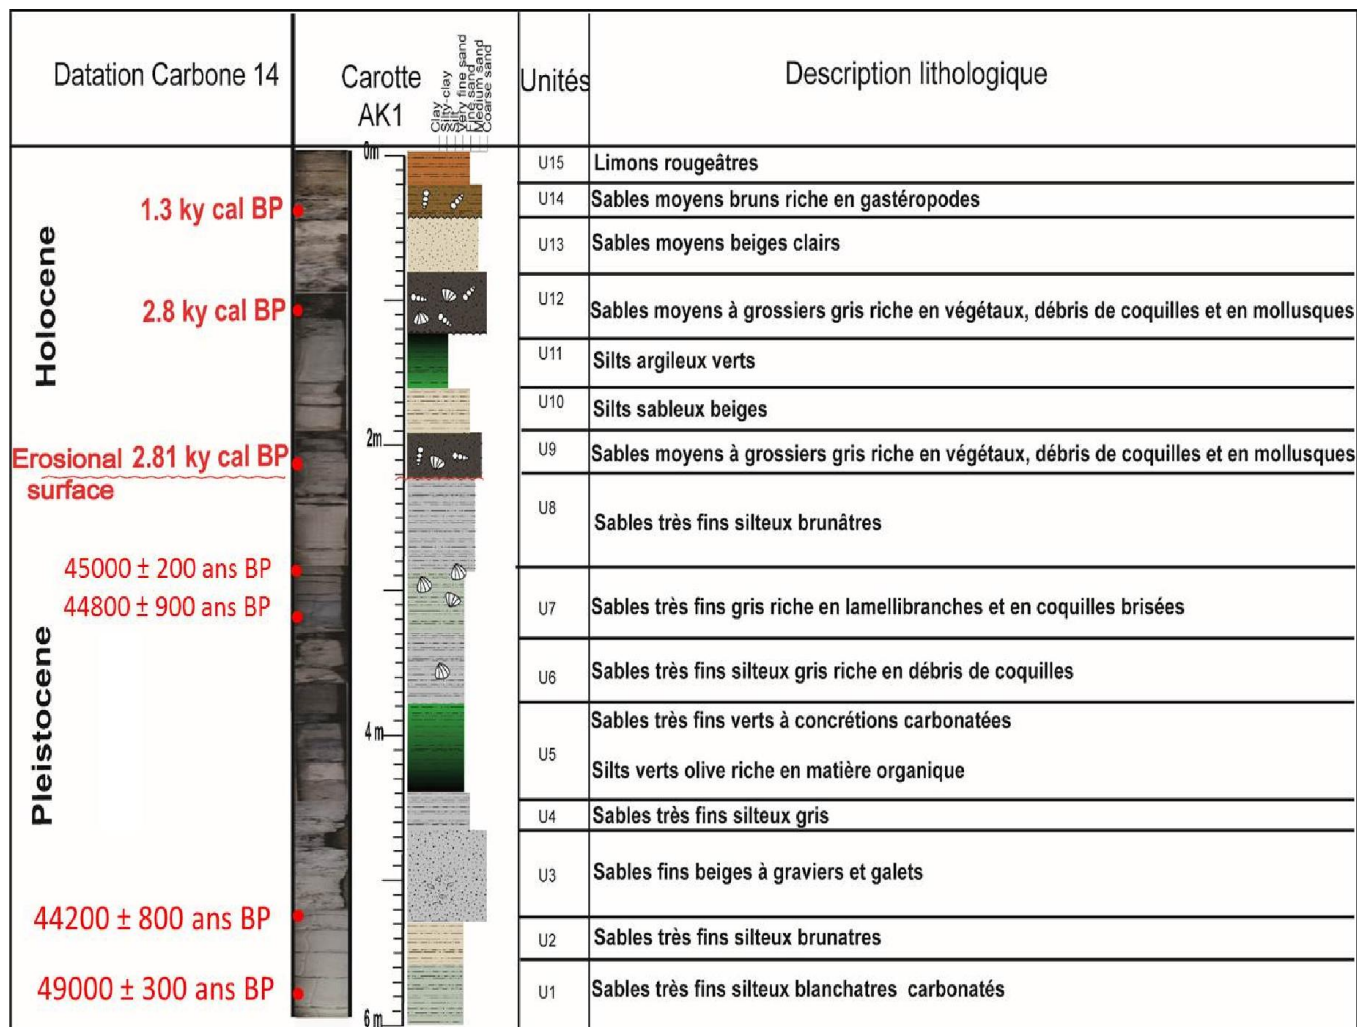 Datation Carbone 14
Carotte
AK1
Clay
Silty-clay
Silt
Very fine sand
Fine sand
Medium sand
Coarse sand
Unités
Description lithologique
0m
U15
Limons rougeâtres
1.3 ky cal BP
U14
Sables moyens bruns riche en gastéropodes
Holocene
U13
Sables moyens beiges clairs
2.8 ky cal BP
U12
Sables moyens à grossiers gris riche en végétaux, débris de coquilles et en mollusques
U11
Silts argileux verts
U10
Silts sableux beiges
2m
Erosional 2.81 ky cal BP
surface
U9
Sables moyens à grossiers gris riche en végétaux, débris de coquilles et en mollusques
U8
Sables très fins silteux brunâtres
45000 ± 200 ans BP
44800 ± 900 ans BP
U7
Sables très fins gris riche en lamellibranches et en coquilles brisées
Pleistocene
U6
Sables très fins silteux gris riche en débris de coquilles
4 m
U5
Sables très fins verts à concrétions carbonatées
Silts verts olive riche en matière organique
U4
Sables très fins silteux gris
U3
Sables fins beiges à graviers et galets
44200 ± 800 ans BP
U2
Sables très fins silteux brunatres
49000 ± 300 ans BP
U1
Sables très fins silteux blanchatres carbonatés
6 m